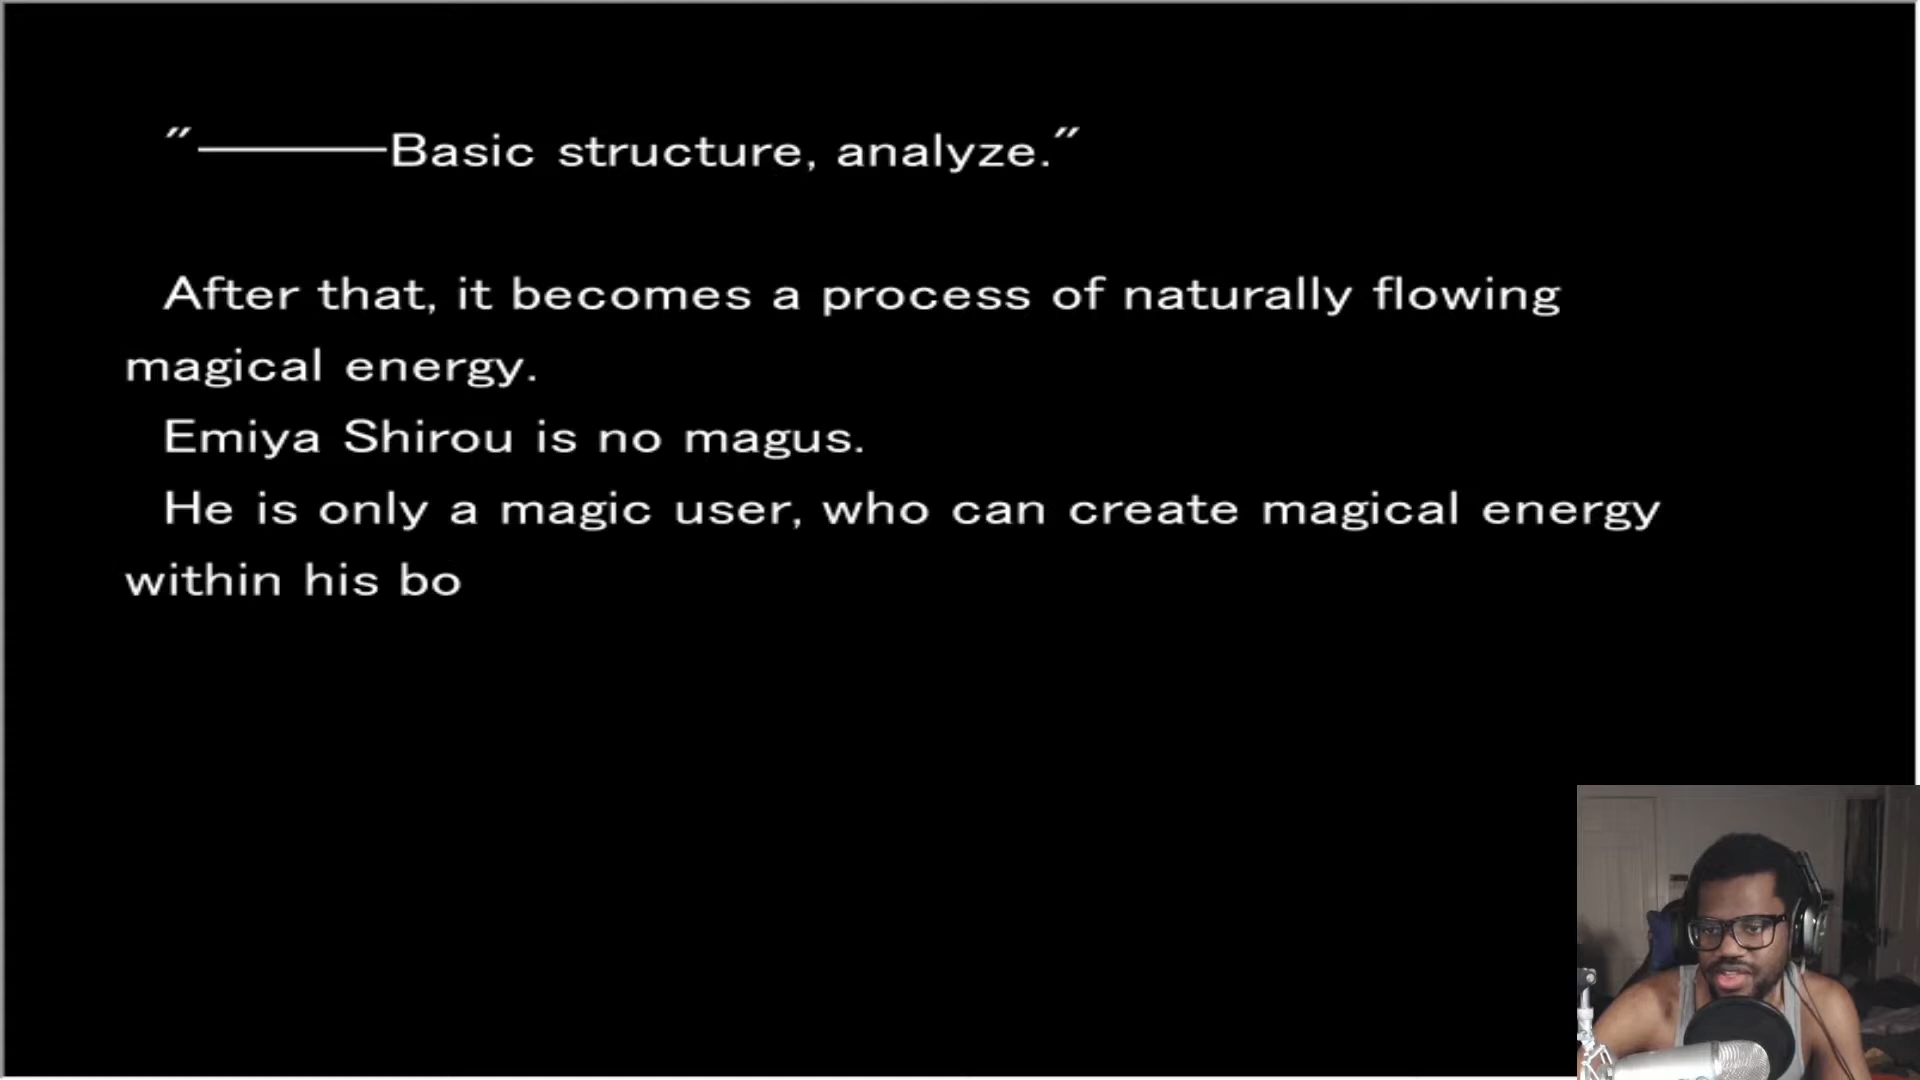 "―――――Basic structure, analyze."
After that, it becomes a process of naturally flowing
magical energy.
Emiya Shirou is no magus.
He is only a magic user, who can create magical energy
within his bo